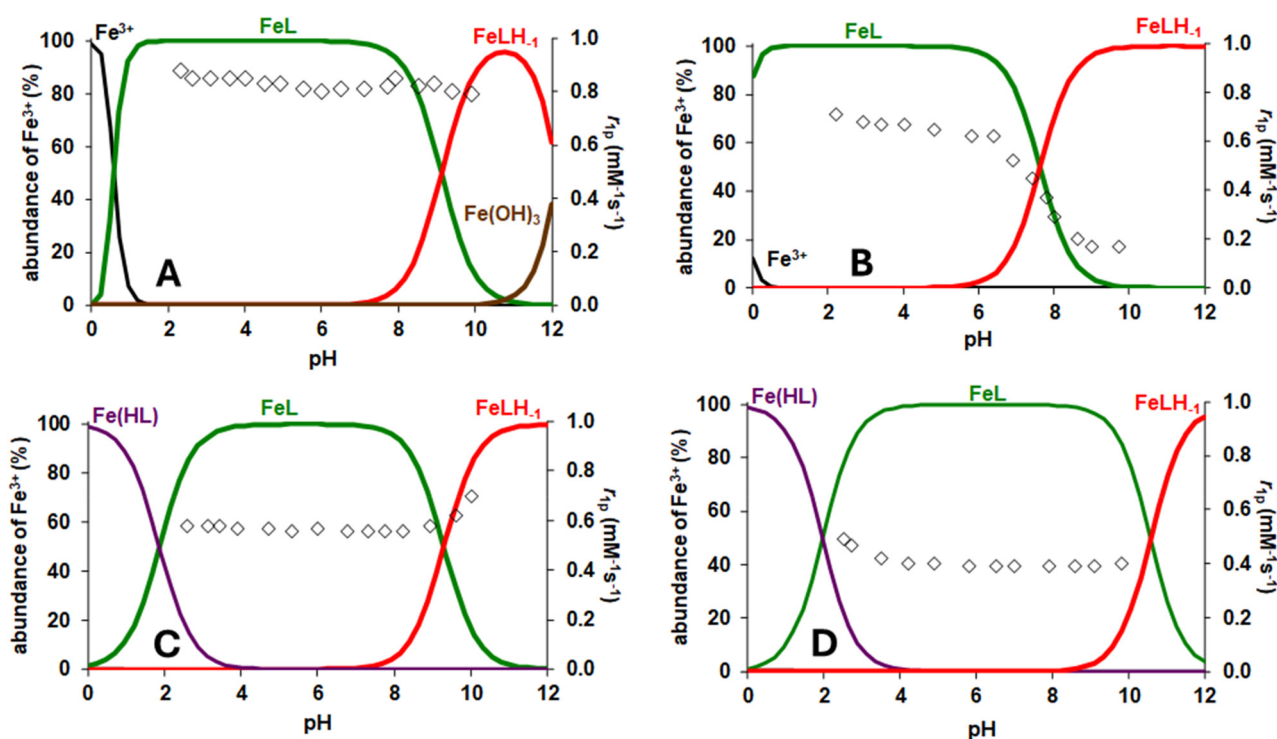 Fe³⁺ FeL FeLH₋₁
abundance of Fe³⁺ (%)
100 80 60 40 20 0
Fe(OH)₃
A
1.0 0.8 0.6 0.4 0.2 0.0
r₁ₚ (mM⁻¹s⁻¹)
0 2 4 6 8 10 12
pH
FeL FeLH₋₁
abundance of Fe³⁺ (%)
100 80 60 40 20 0
Fe³⁺
B
1.0 0.8 0.6 0.4 0.2 0.0
r₁ₚ (mM⁻¹s⁻¹)
0 2 4 6 8 10 12
pH
Fe(HL) FeL FeLH₋₁
abundance of Fe³⁺ (%)
100 80 60 40 20 0
C
1.0 0.8 0.6 0.4 0.2 0.0
r₁ₚ (mM⁻¹s⁻¹)
0 2 4 6 8 10 12
pH
Fe(HL) FeL FeLH₋₁
abundance of Fe³⁺ (%)
100 80 60 40 20 0
D
1.0 0.8 0.6 0.4 0.2 0.0
r₁ₚ (mM⁻¹s⁻¹)
0 2 4 6 8 10 12
pH